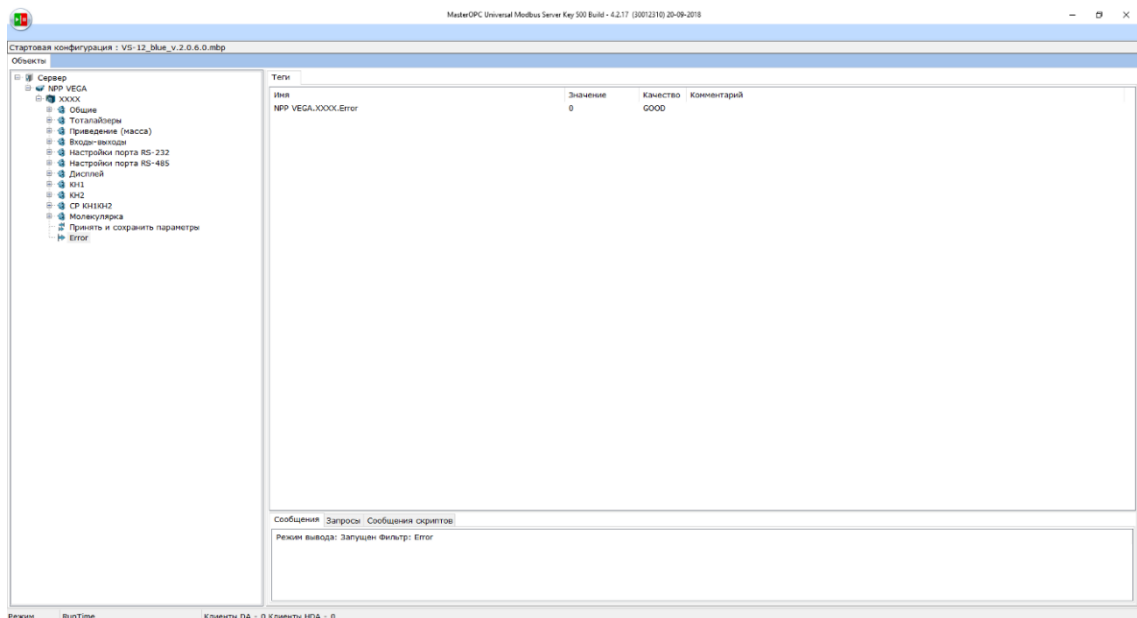 MasterOPC Universal Modbus Server Key 500 Build - 4.2.17 (30012310) 20-09-2018
Стартовая конфигурация : VS-12_blue_v.2.0.6.0.mbp
Объекты
Сервер
NPP VEGA
XXXX
Общие
Тоталайзеры
Приведение (масса)
Входы-выходы
Настройки порта RS-232
Настройки порта RS-485
Дисплей
КН1
КН2
СР КН1КН2
Молекулярка
Принять и сохранить параметры
Error
Теги
Имя Значение Качество Комментарий
NPP VEGA.XXXX.Error 0 GOOD
Сообщения Запросы Сообщения скриптов
Режим вывода: Запущен Фильтр: Error
Режим RunTime Клиенты DA - 0 Клиенты HDA - 0